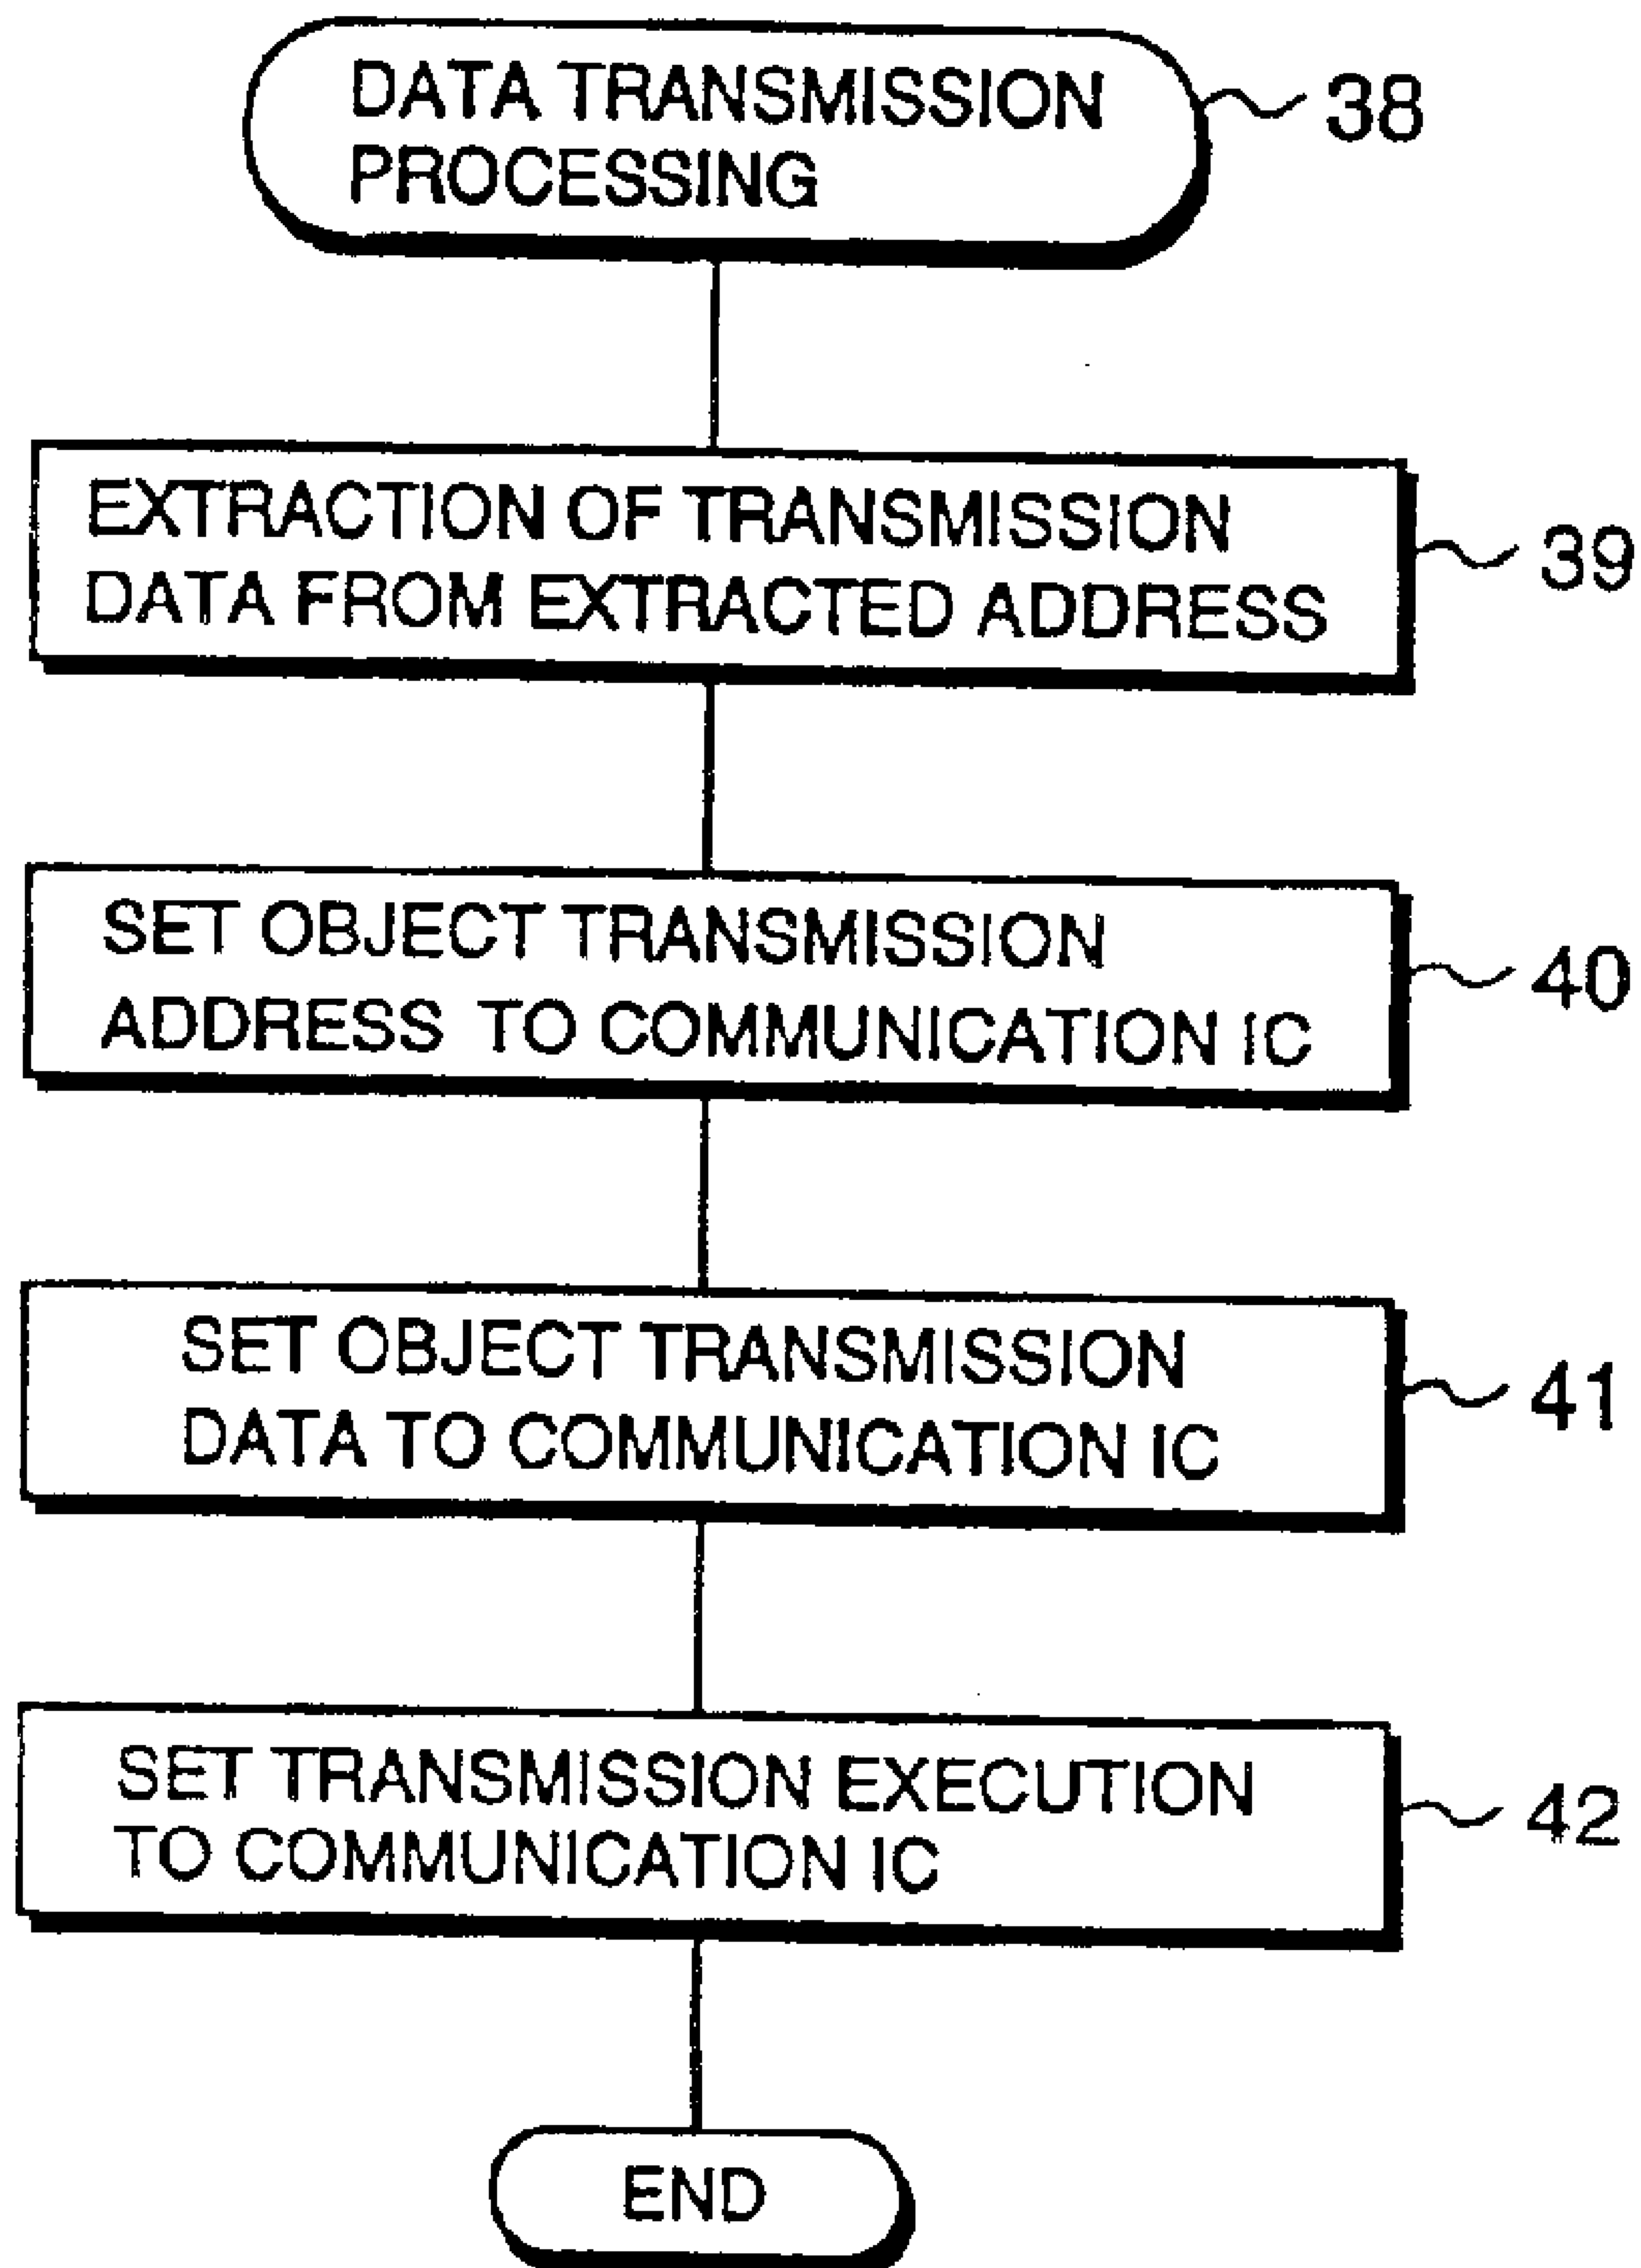 DATA TRANSMISSION
PROCESSING
38
EXTRACTION OF TRANSMISSION
DATA FROM EXTRACTED ADDRESS
39
SET OBJECT TRANSMISSION
ADDRESS TO COMMUNICATION IC
40
SET OBJECT TRANSMISSION
DATA TO COMMUNICATION IC
41
SET TRANSMISSION EXECUTION
TO COMMUNICATION IC
42
END